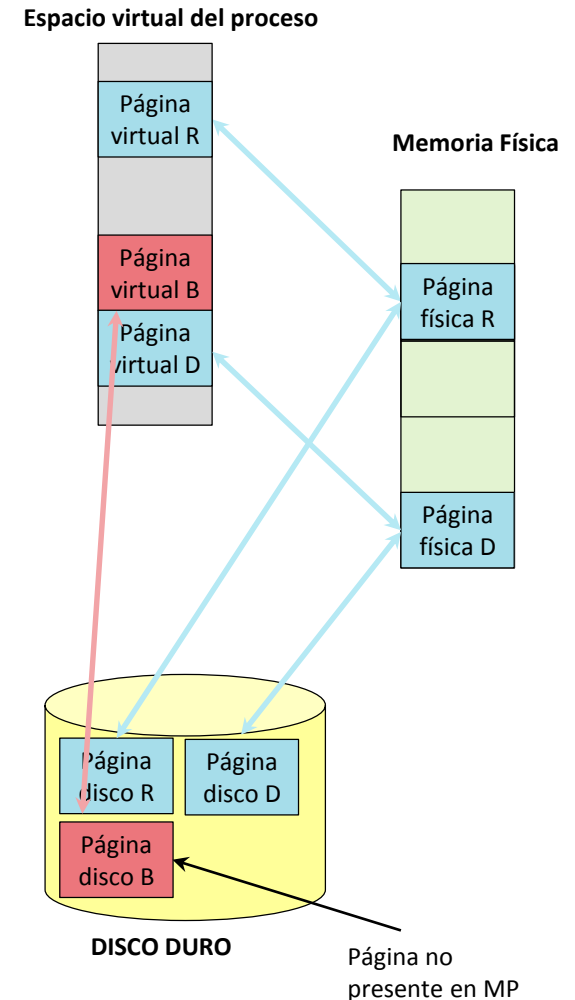 Espacio virtual del proceso
Página
virtual R
Memoria Física
Página
virtual B
Página
física R
Página
virtual D
Página
física D
Página
disco R
Página
disco D
Página
disco B
DISCO DURO
Página no
presente en MP